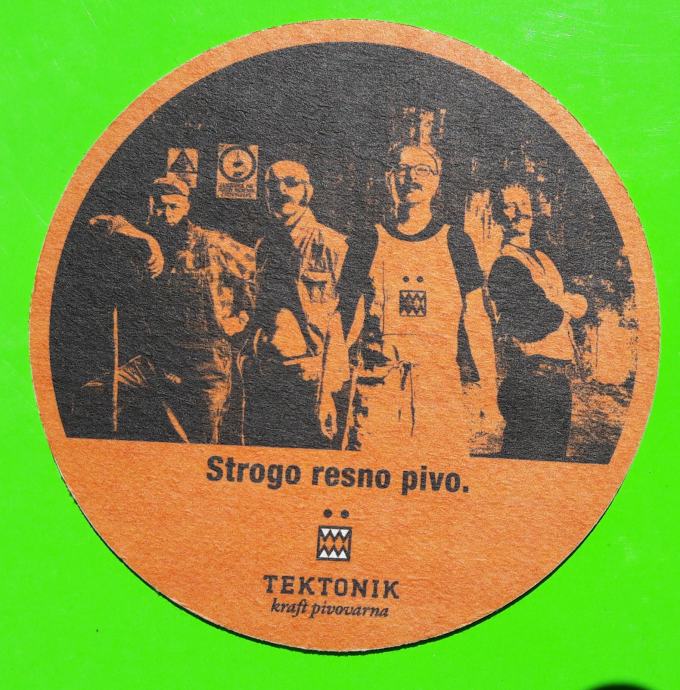 Strogo resno pivo.
TEKTONIK
kraft pivovarna